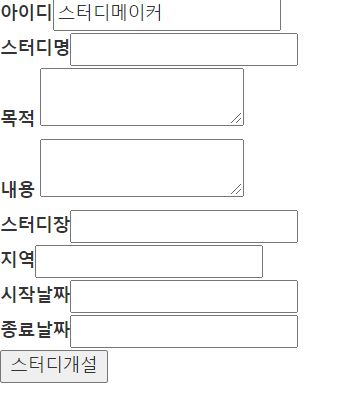 아이디 스터디메이커
스터디명
목적
내용
스터디장
지역
시작날짜
종료날짜
스터디개설